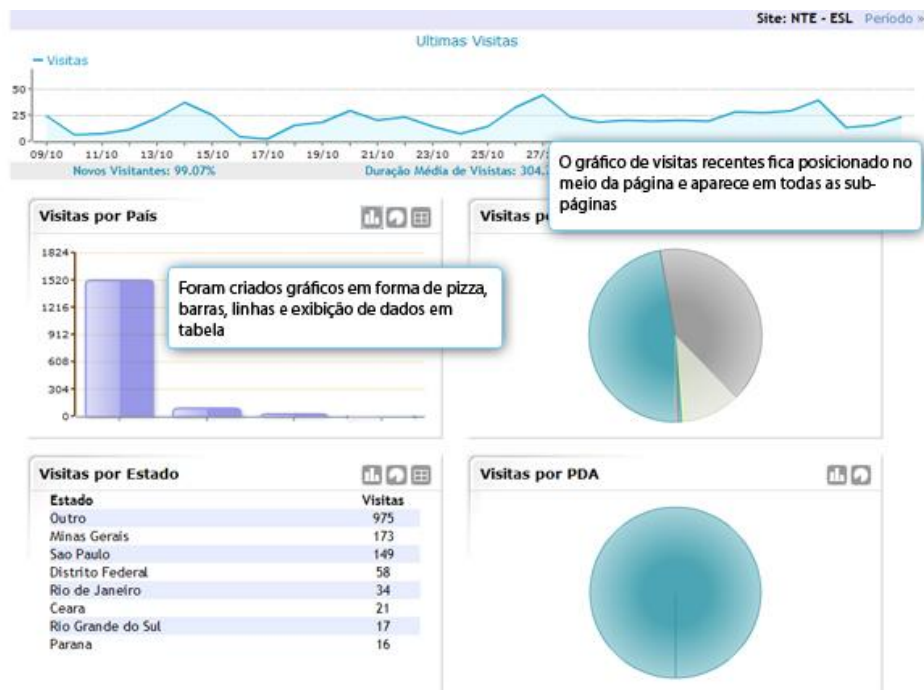 Site: NTE - ESL Período »
Ultimas Visitas
Visitas
50
25
0
09/10 11/10 13/10 15/10 17/10 19/10 21/10 23/10 25/10 27/
Novos Visitantes: 99.07% Duração Média de Visistas: 304.
O gráfico de visitas recentes fica posicionado no
meio da página e aparece em todas as sub-
páginas
Visitas por País
1824
1520
1216
912
608
304
0
Foram criados gráficos em forma de pizza,
barras, linhas e exibição de dados em
tabela
Visitas
Visitas por Estado
Estado Visitas
Outro 975
Minas Gerais 173
Sao Paulo 149
Distrito Federal 58
Rio de Janeiro 34
Ceara 21
Rio Grande do Sul 17
Parana 16
Visitas por PDA